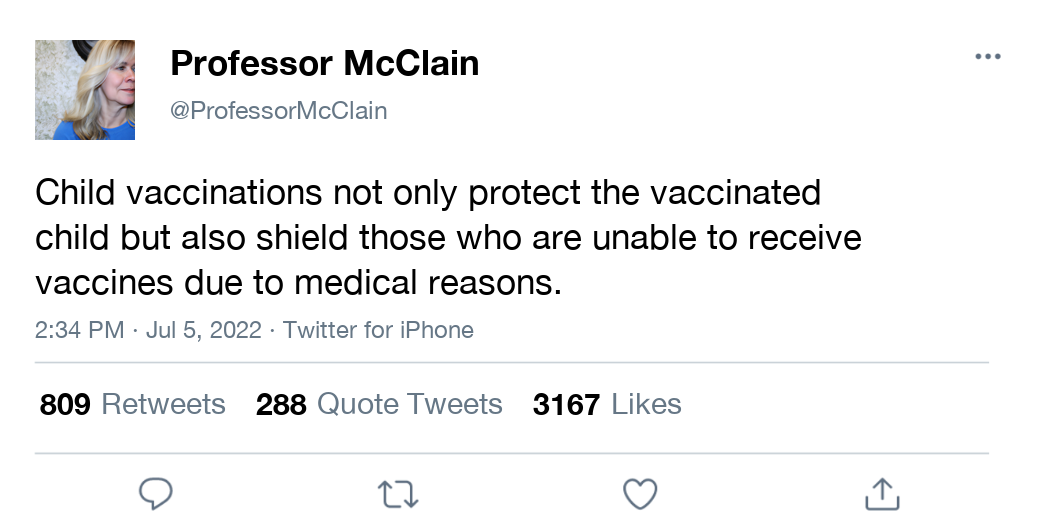 Professor McClain
@ProfessorMcClain
Child vaccinations not only protect the vaccinated
child but also shield those who are unable to receive
vaccines due to medical reasons.
2:34 PM · Jul 5, 2022 · Twitter for iPhone
809 Retweets 288 Quote Tweets 3167 Likes